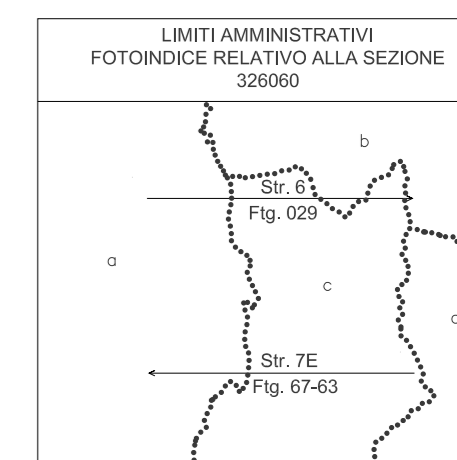 LIMITI AMMINISTRATIVI
FOTOINDICE RELATIVO ALLA SEZIONE
326060
b
Str. 6
Ftg. 029
a
c
Str. 7E
Ftg. 67-63